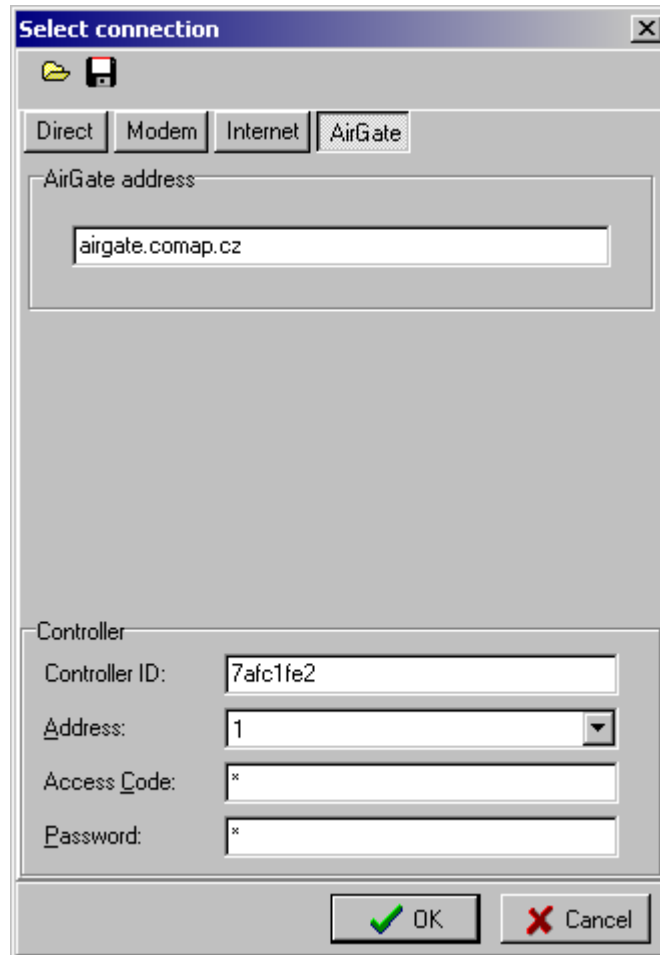 Select connection
Direct Modem Internet AirGate
AirGate address
airgate.comap.cz
Controller
Controller ID: 7afc1fe2
Address: 1
Access Code: *
Password: *
OK Cancel